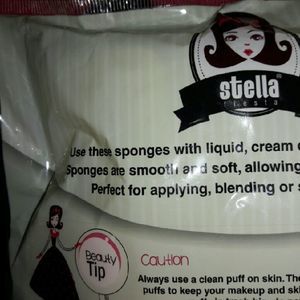 stella
fiesta
Use these sponges with liquid, cream
Sponges are smooth and soft, allowing
Perfect for applying, blending or
Beauty
Tip
Caution
Always use a clean puff on skin. The
puffs to keep your makeup and ski